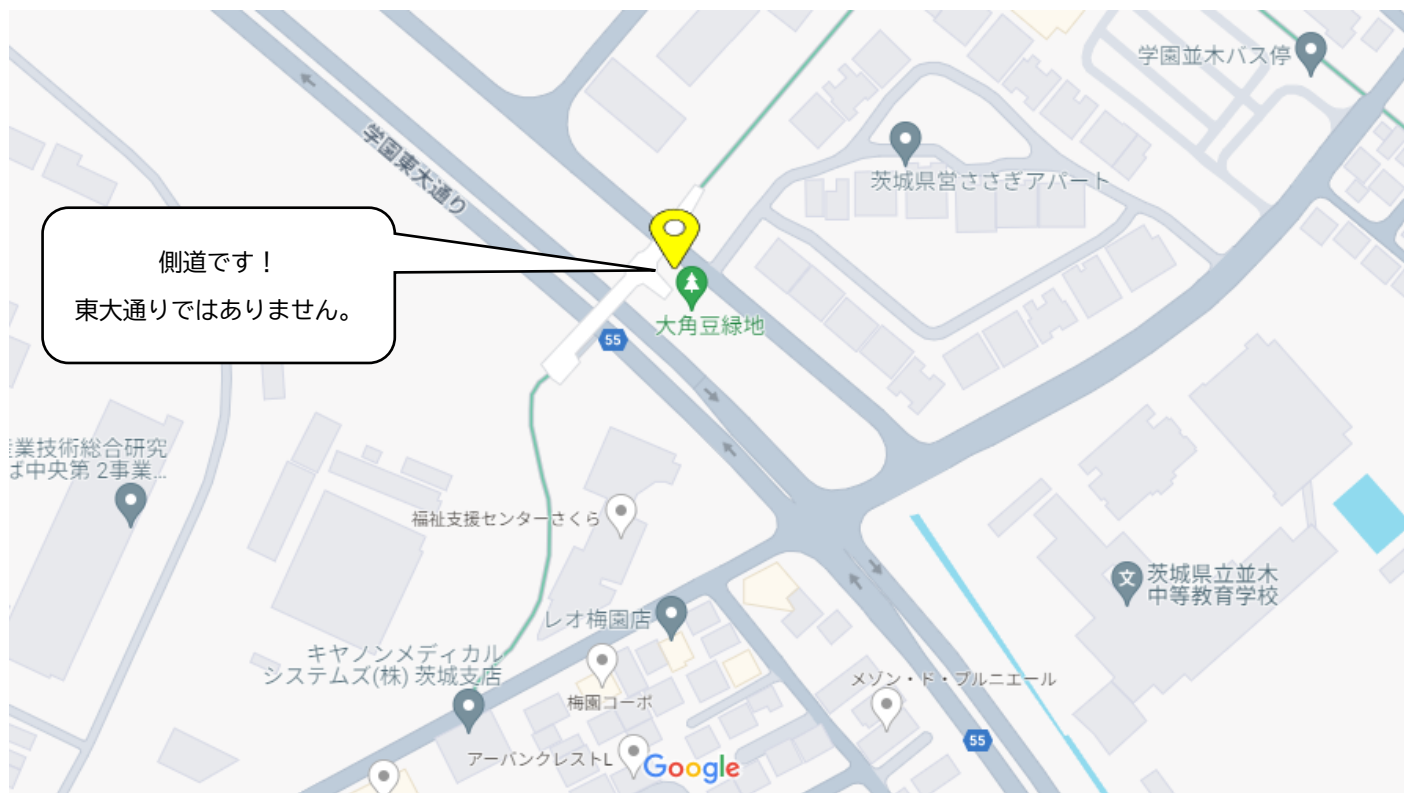 学園並木バス停
学園東大通り
茨城県営ささぎアパート
側道です！
東大通りではありません。
大角豆緑地
55
産業技術総合研究
ば中央第 2事業...
福祉支援センターさくら
茨城県立並木
中等教育学校
文
レオ梅園店
キヤノンメディカル
システムズ(株) 茨城支店
梅園コーポ
メゾン・ド・プルニエール
55
アーバンクレストL
Google